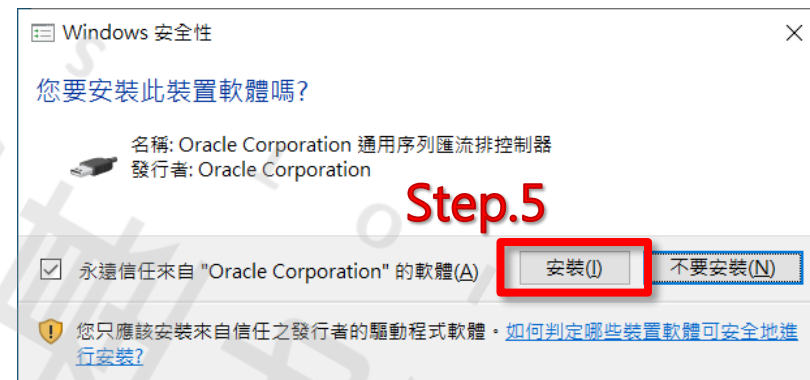 Windows 安全性
您要安裝此裝置軟體嗎?
名稱: Oracle Corporation 通用序列匯流排控制器
發行者: Oracle Corporation
Step.5
永遠信任來自 "Oracle Corporation" 的軟體(A)
安裝(I)
不要安裝(N)
您只應該安裝來自信任之發行者的驅動程式軟體。如何判定哪些裝置軟體可安全地進
行安裝?